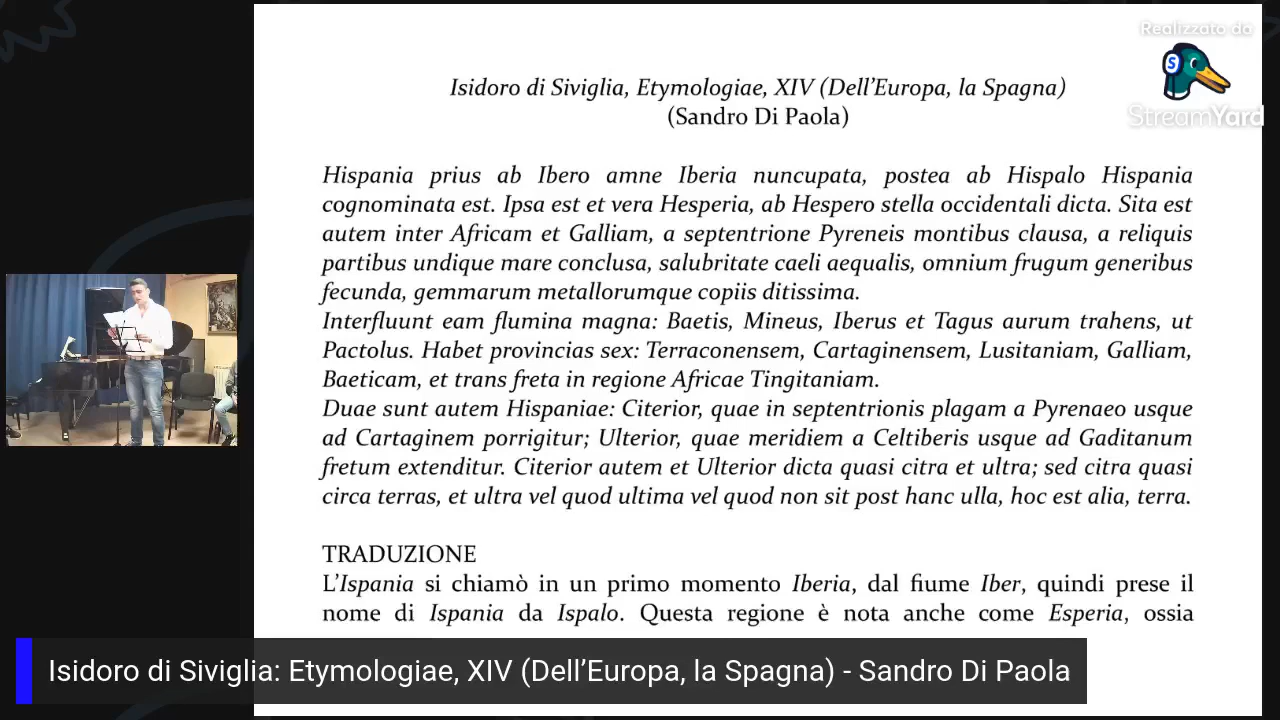 Realizzato da
StreamYard
Isidoro di Siviglia, Etymologiae, XIV (Dell’Europa, la Spagna)
(Sandro Di Paola)
Hispania prius ab Ibero amne Iberia nuncupata, postea ab Hispalo Hispania
cognominata est. Ipsa est et vera Hesperia, ab Hespero stella occidentali dicta. Sita est
autem inter Africam et Galliam, a septentrione Pyreneis montibus clausa, a reliquis
partibus undique mare conclusa, salubritate caeli aequalis, omnium frugum generibus
fecunda, gemmarum metallorumque copiis ditissima.
Interfluunt eam flumina magna: Baetis, Mineus, Iberus et Tagus aurum trahens, ut
Pactolus. Habet provincias sex: Terraconensem, Cartaginensem, Lusitaniam, Galliam,
Baeticam, et trans freta in regione Africae Tingitaniam.
Duae sunt autem Hispaniae: Citerior, quae in septentrionis plagam a Pyrenaeo usque
ad Cartaginem porrigitur; Ulterior, quae meridiem a Celtiberis usque ad Gaditanum
fretum extenditur. Citerior autem et Ulterior dicta quasi citra et ultra; sed citra quasi
circa terras, et ultra vel quod ultima vel quod non sit post hanc ulla, hoc est alia, terra.
TRADUZIONE
L’Ispania si chiamò in un primo momento Iberia, dal fiume Iber, quindi prese il
nome di Ispania da Ispalo. Questa regione è nota anche come Esperia, ossia
Isidoro di Siviglia: Etymologiae, XIV (Dell’Europa, la Spagna) - Sandro Di Paola